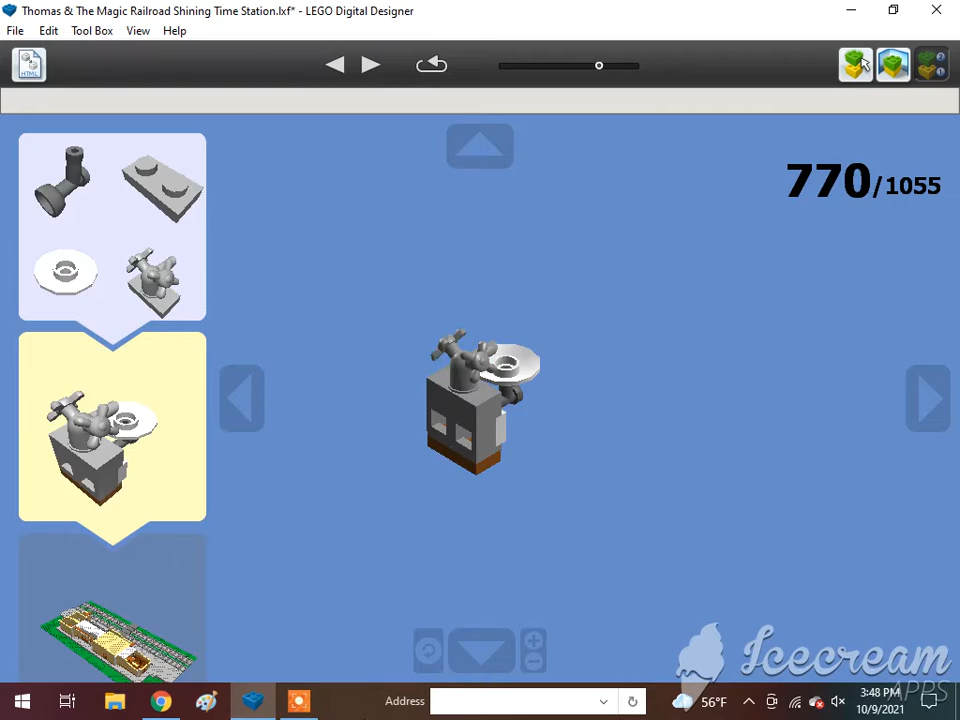 Thomas & The Magic Railroad Shining Time Station.lxf* - LEGO Digital Designer
File Edit Tool Box View Help
HTML
770/1055
Icecream
APPS
Address
56°F
3:48 PM
10/9/2021